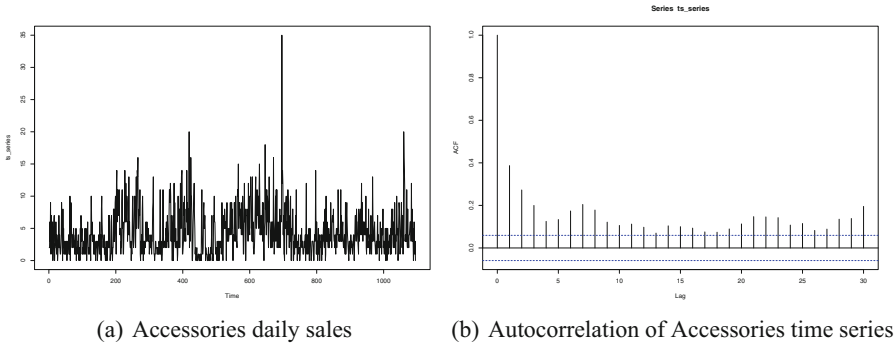 Series ts_series
ts_series
0 5 10 15 20 25 30 35
0 200 400 600 800 1000
Time
ACF
0.0 0.2 0.4 0.6 0.8 1.0
0 5 10 15 20 25 30
Lag
(a) Accessories daily sales
(b) Autocorrelation of Accessories time series